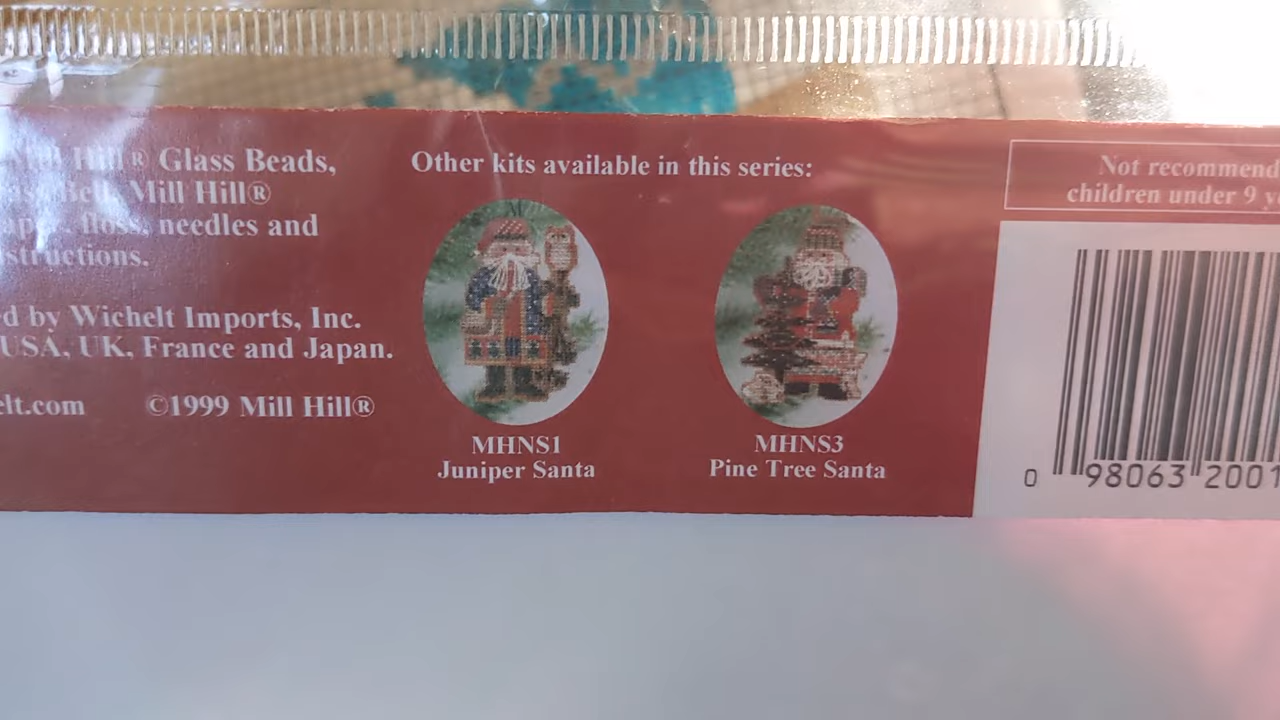 Hill® Glass Beads,
Bell, Mill Hill®
floss, needles and
structions.
d by Wichelt Imports, Inc.
USA, UK, France and Japan.
elt.com ©1999 Mill Hill®
Other kits available in this series:
MHNS1
Juniper Santa
MHNS3
Pine Tree Santa
Not recommend
children under 9 y
0 98063 2001